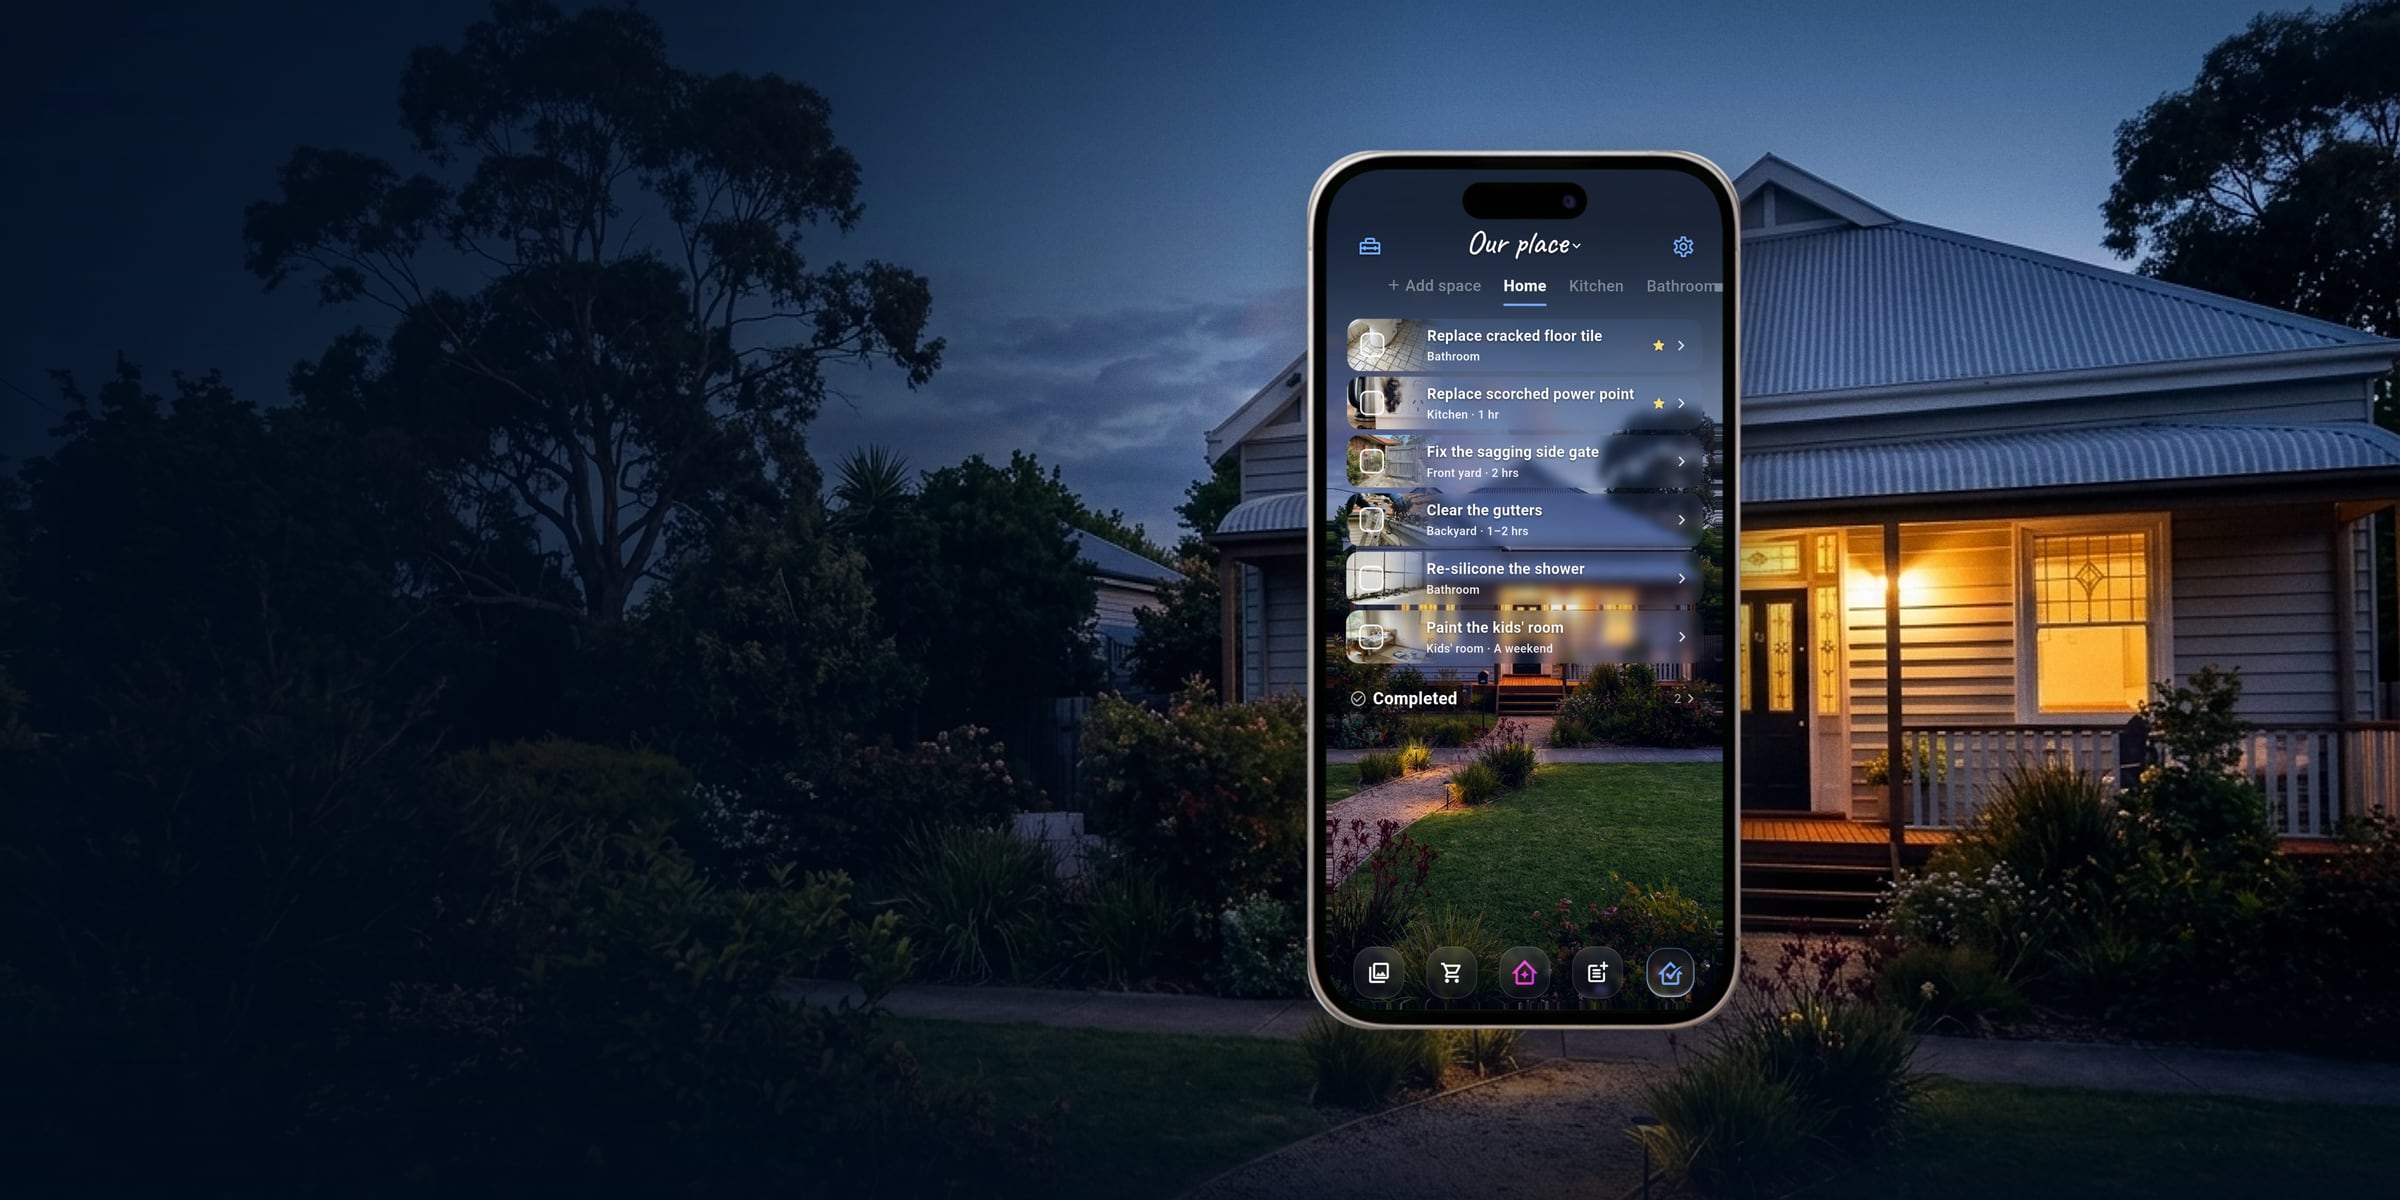 Our place
+ Add space Home Kitchen Bathroom
Replace cracked floor tile
Bathroom
Replace scorched power point
Kitchen · 1 hr
Fix the sagging side gate
Front yard · 2 hrs
Clear the gutters
Backyard · 1–2 hrs
Re-silicone the shower
Bathroom
Paint the kids' room
Kids' room · A weekend
Completed 2